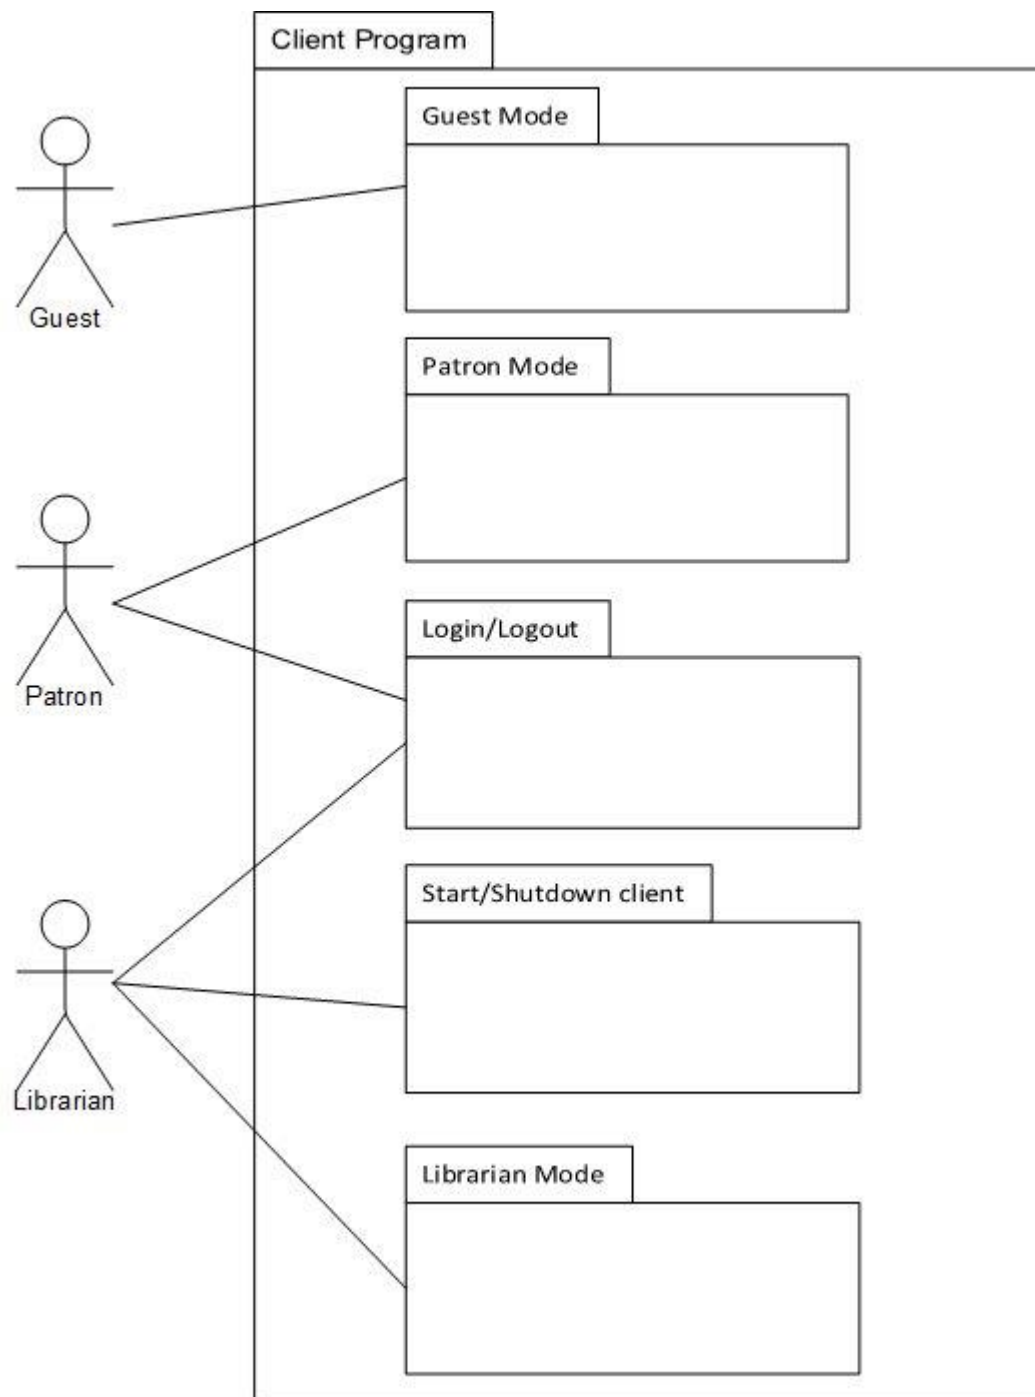 Client Program
Guest Mode
Guest
Patron Mode
Patron
Login/Logout
Start/Shutdown client
Librarian
Librarian Mode